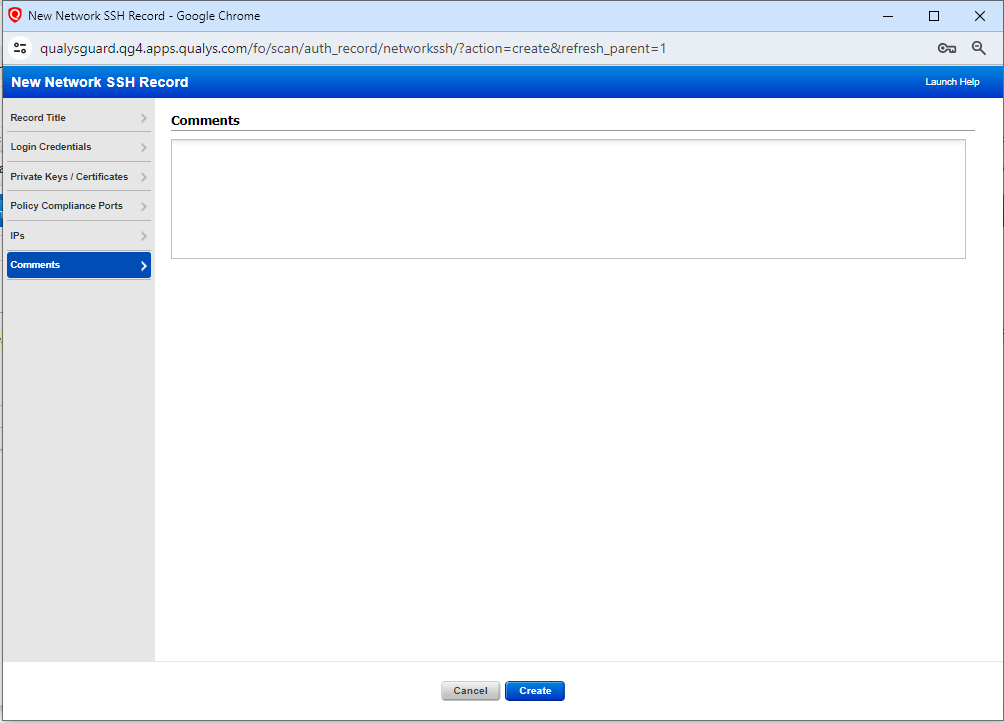 New Network SSH Record - Google Chrome
qualysguard.qg4.apps.qualys.com/fo/scan/auth_record/networkssh/?action=create&refresh_parent=1
New Network SSH Record
Launch Help
Record Title
Login Credentials
Private Keys / Certificates
Policy Compliance Ports
IPs
Comments
Comments
Cancel
Create